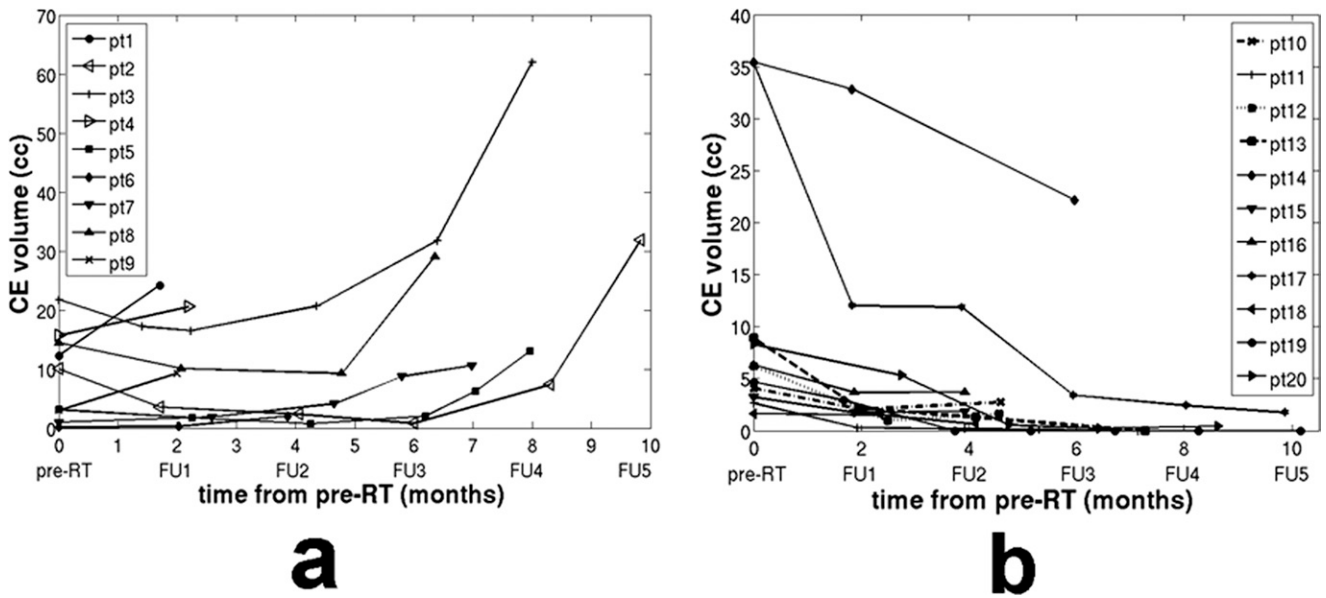 70
60
50
40
30
20
10
0
CE volume (cc)
pt1
pt2
pt3
pt4
pt5
pt6
pt7
pt8
pt9
0 1 2 3 4 5 6 7 8 9 10
pre-RT FU1 FU2 FU3 FU4 FU5
time from pre-RT (months)
a
40
35
30
25
20
15
10
5
0
CE volume (cc)
pt10
pt11
pt12
pt13
pt14
pt15
pt16
pt17
pt18
pt19
pt20
0 2 4 6 8 10
pre-RT FU1 FU2 FU3 FU4 FU5
time from pre-RT (months)
b